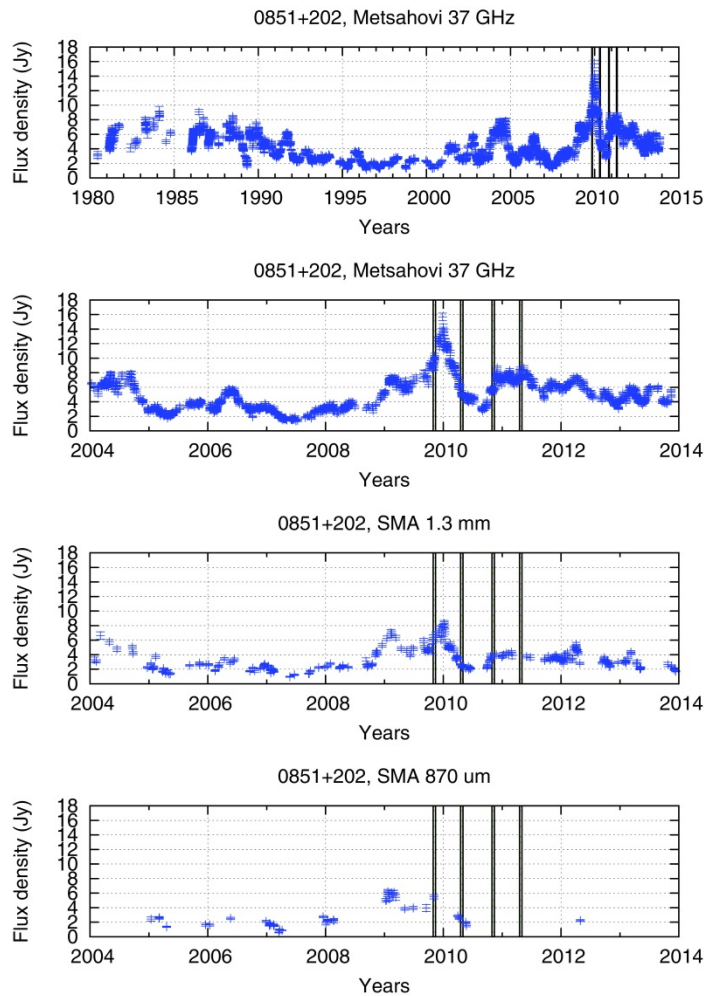 0851+202, Metsahovi 37 GHz
Flux density (Jy)
18
16
14
12
10
8
6
4
2
0
1980 1985 1990 1995 2000 2005 2010 2015
Years
0851+202, Metsahovi 37 GHz
Flux density (Jy)
18
16
14
12
10
8
6
4
2
0
2004 2006 2008 2010 2012 2014
Years
0851+202, SMA 1.3 mm
Flux density (Jy)
18
16
14
12
10
8
6
4
2
0
2004 2006 2008 2010 2012 2014
Years
0851+202, SMA 870 um
Flux density (Jy)
18
16
14
12
10
8
6
4
2
0
2004 2006 2008 2010 2012 2014
Years